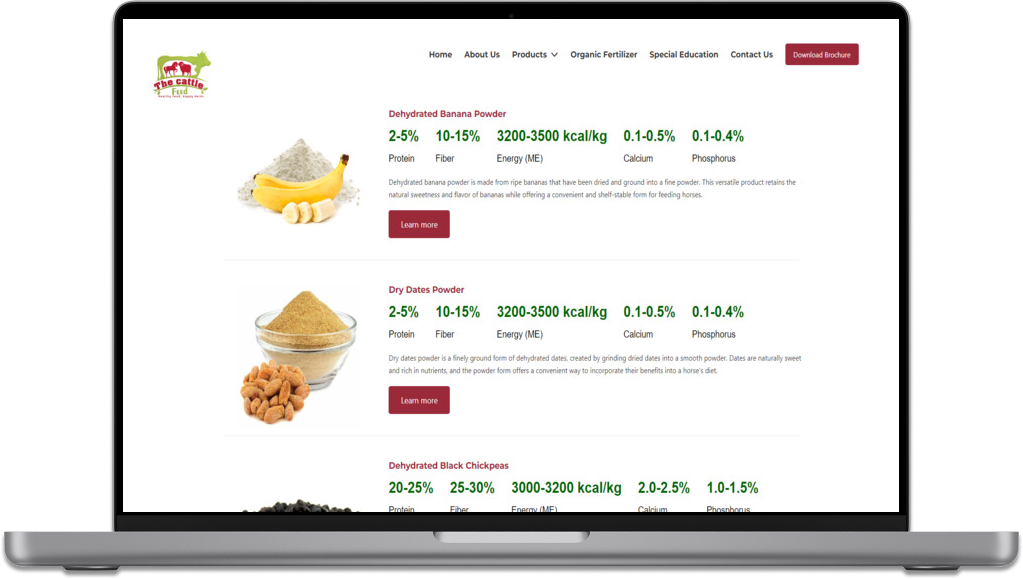 The cattle
Feed
Healthy Feed, Happy Herds.
Home About Us Products Organic Fertilizer Special Education Contact Us Download Brochure
Dehydrated Banana Powder
2-5% 10-15% 3200-3500 kcal/kg 0.1-0.5% 0.1-0.4%
Protein Fiber Energy (ME) Calcium Phosphorus
Dehydrated banana powder is made from ripe bananas that have been dried and ground into a fine powder. This versatile product retains the
natural sweetness and flavor of bananas while offering a convenient and shelf-stable form for feeding horses.
Learn more
Dry Dates Powder
2-5% 10-15% 3200-3500 kcal/kg 0.1-0.5% 0.1-0.4%
Protein Fiber Energy (ME) Calcium Phosphorus
Dry dates powder is a finely ground form of dehydrated dates, created by grinding dried dates into a smooth powder. Dates are naturally sweet
and rich in nutrients, and the powder form offers a convenient way to incorporate their benefits into a horse's diet.
Learn more
Dehydrated Black Chickpeas
20-25% 25-30% 3000-3200 kcal/kg 2.0-2.5% 1.0-1.5%
Protein Fiber Energy (ME) Calcium Phosphorus